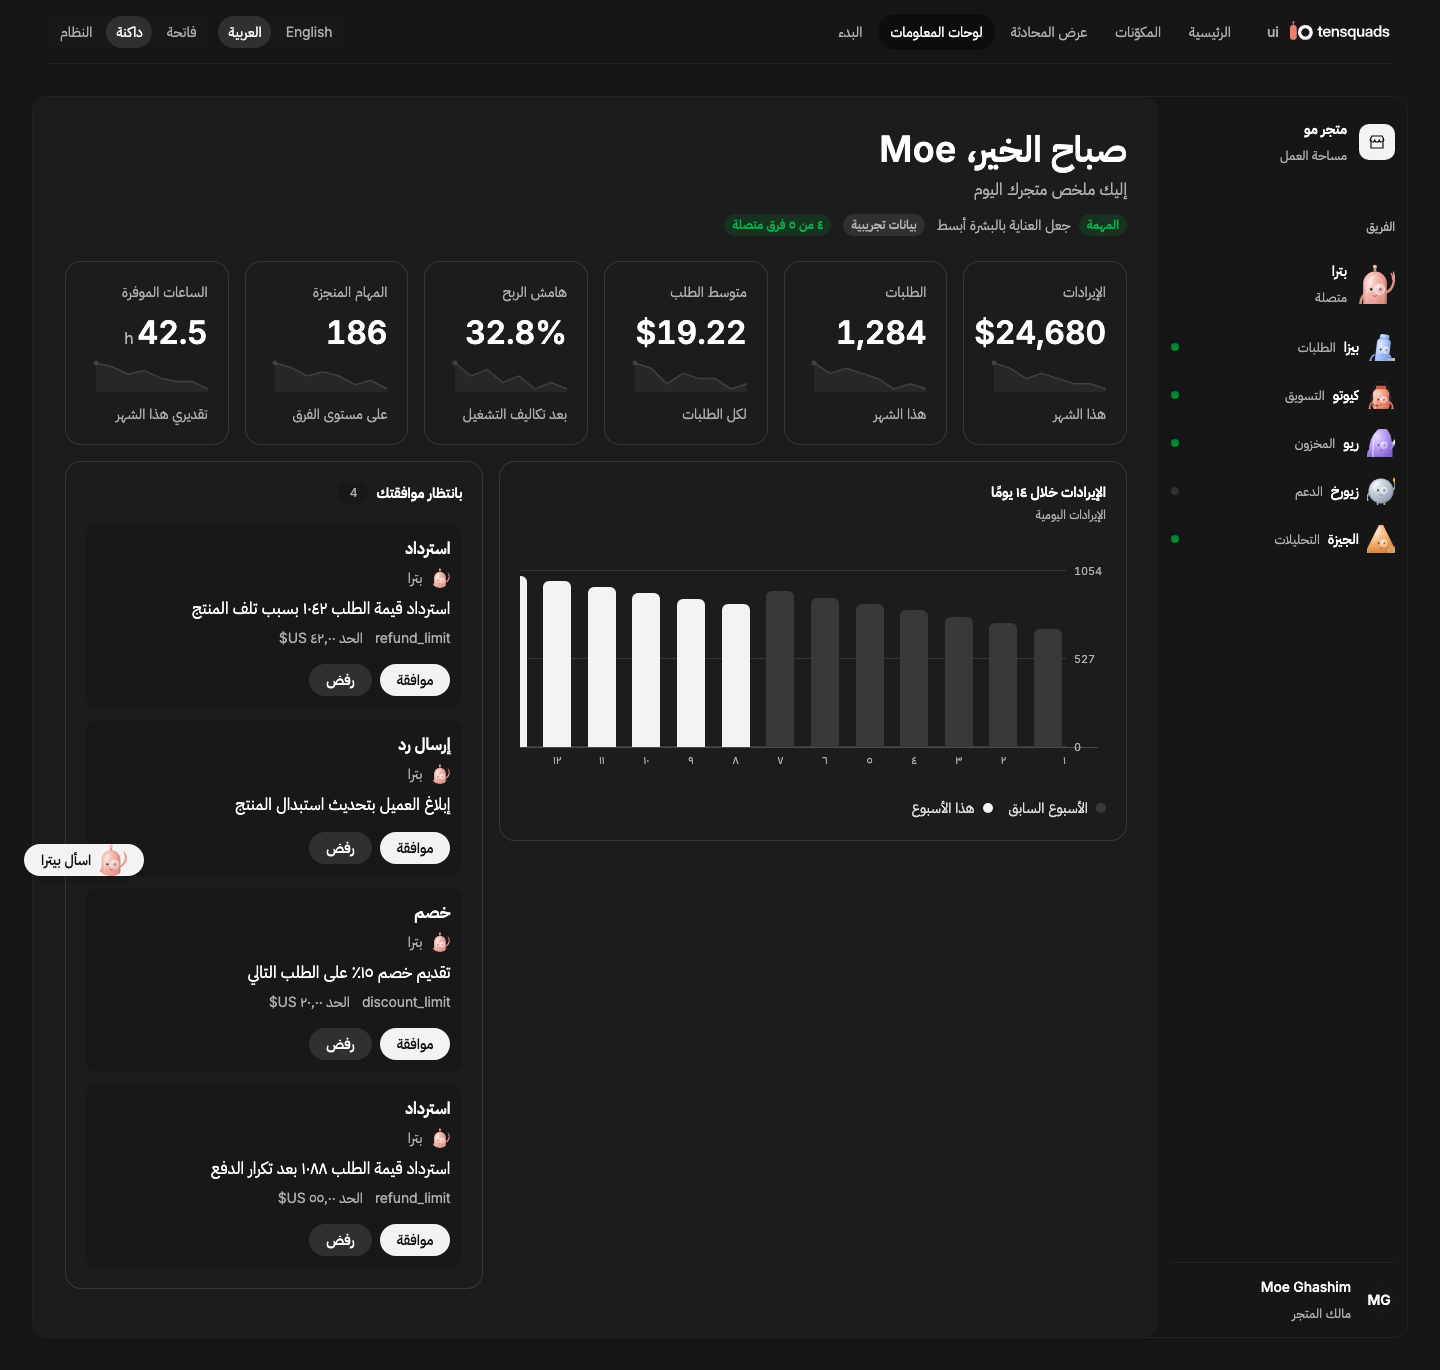 tensquads ui
الرئيسية
المكوّنات
عرض المحادثة
لوحات المعلومات
البدء
English
العربية
فاتحة
داكنة
النظام
متجر مو
مساحة العمل
الفريق
بترا
متصلة
بيزا الطلبات
كيوتو التسويق
ريو المخزون
زيورخ الدعم
الجيزة التحليلات
MG
Moe Ghashim
مالك المتجر
صباح الخير، Moe
إليك ملخص متجرك اليوم
المهمة جعل العناية بالبشرة أبسط بيانات تجريبية ٤ من ٥ فرق متصلة
الإيرادات
$24,680
هذا الشهر
الطلبات
1,284
هذا الشهر
متوسط الطلب
$19.22
لكل الطلبات
هامش الربح
32.8%
بعد تكاليف التشغيل
المهام المنجزة
186
على مستوى الفرق
الساعات الموفرة
42.5 h
تقديري هذا الشهر
الإيرادات خلال ١٤ يومًا
الإيرادات اليومية
1054
527
0
١ ٢ ٣ ٤ ٥ ٦ ٧ ٨ ٩ ١٠ ١١ ١٢
الأسبوع السابق هذا الأسبوع
بانتظار موافقتك 4
استرداد
بترا
استرداد قيمة الطلب ١٠٤٢ بسبب تلف المنتج
refund_limit الحد ٤٢,٠٠ US$
موافقة رفض
إرسال رد
بترا
إبلاغ العميل بتحديث استبدال المنتج
موافقة رفض
خصم
بترا
تقديم خصم ١٥٪ على الطلب التالي
discount_limit الحد ٢٠,٠٠ US$
موافقة رفض
استرداد
بترا
استرداد قيمة الطلب ١٠٨٨ بعد تكرار الدفع
refund_limit الحد ٥٥,٠٠ US$
موافقة رفض
اسأل بيترا